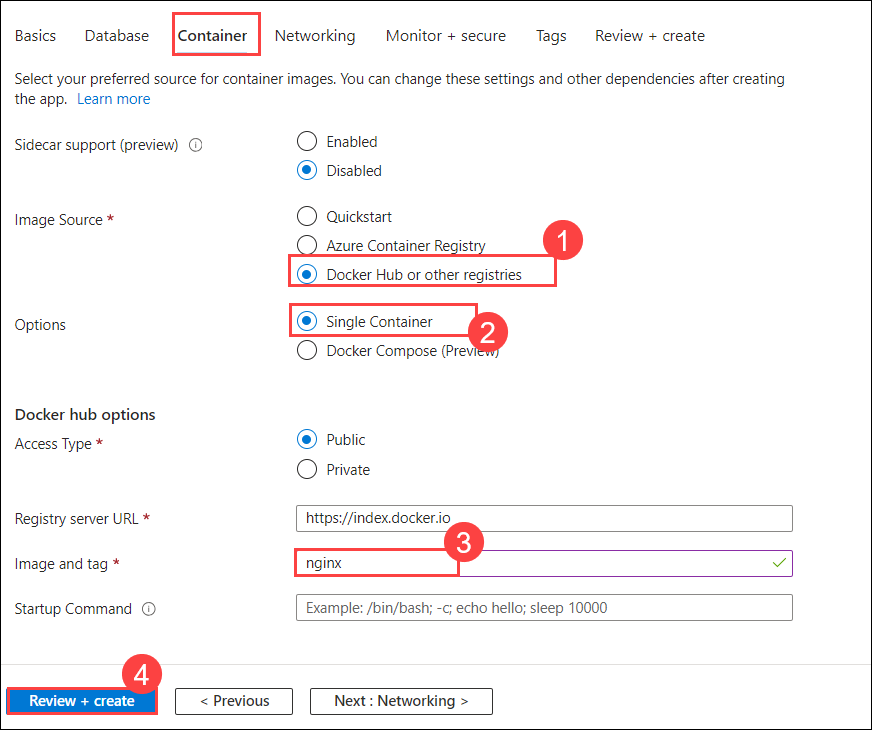 Basics Database Container Networking Monitor + secure Tags Review + create
Select your preferred source for container images. You can change these settings and other dependencies after creating
the app. Learn more
Sidecar support (preview)
Enabled
Disabled
Image Source *
Quickstart
Azure Container Registry
1
Docker Hub or other registries
Options
Single Container
2
Docker Compose (Preview)
Docker hub options
Access Type *
Public
Private
Registry server URL *
https://index.docker.io
3
Image and tag *
nginx
Startup Command
Example: /bin/bash; -c; echo hello; sleep 10000
4
Review + create < Previous Next : Networking >